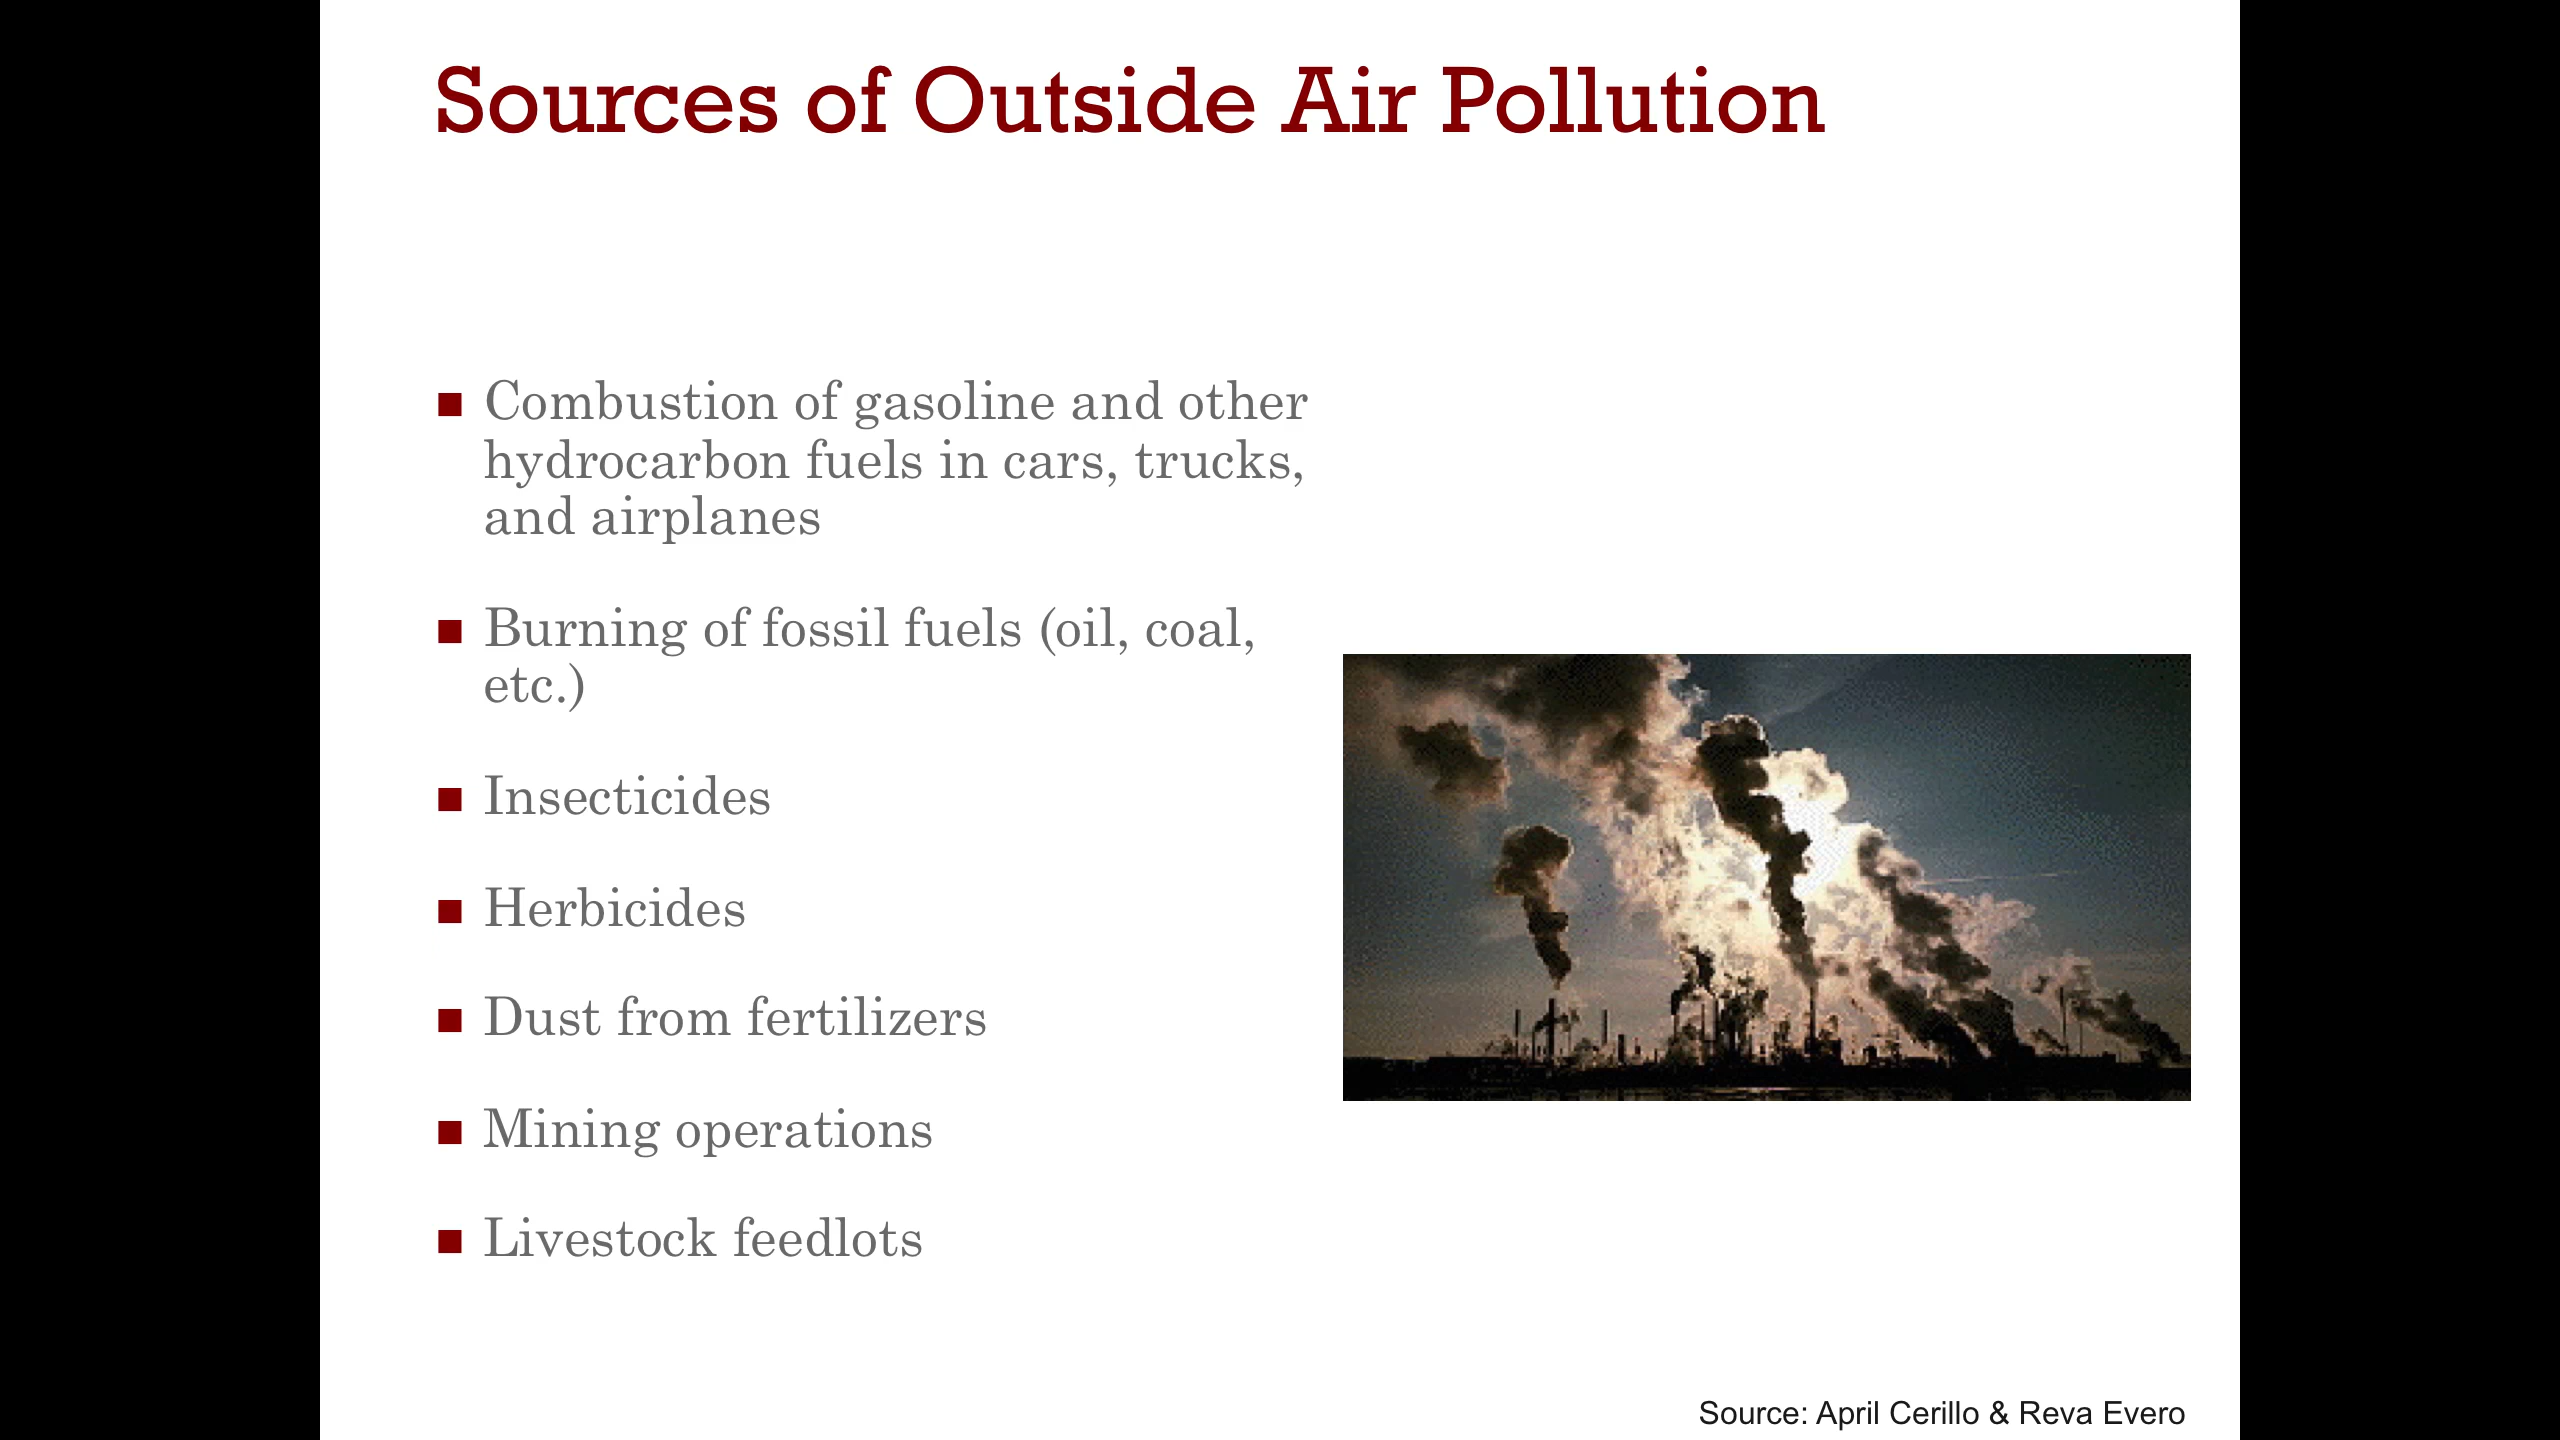 Sources of Outside Air Pollution
■ Combustion of gasoline and other
hydrocarbon fuels in cars, trucks,
and airplanes
■ Burning of fossil fuels (oil, coal,
etc.)
■ Insecticides
■ Herbicides
■ Dust from fertilizers
■ Mining operations
■ Livestock feedlots
Source: April Cerillo & Reva Evero